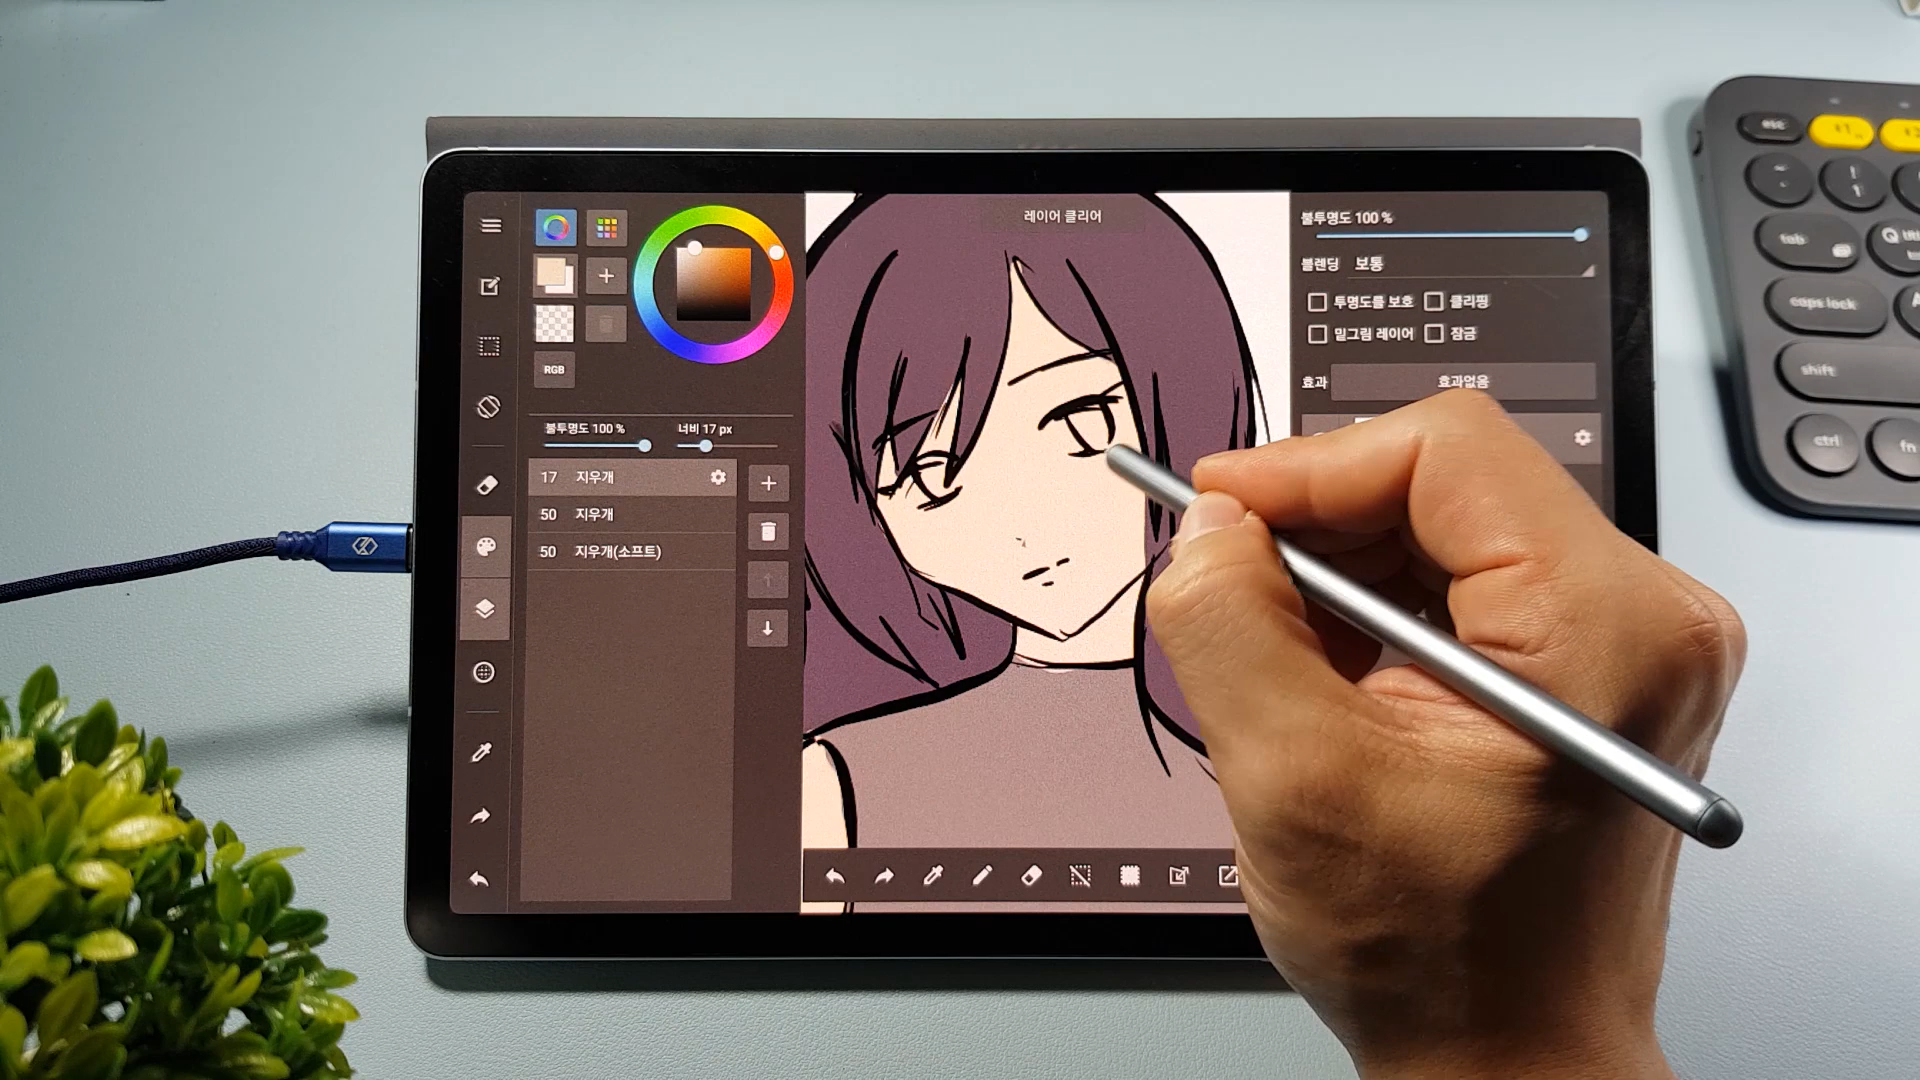 레이어 클리어
RGB
불투명도 100 % 너비 17 px
17 지우개
50 지우개
50 지우개(소프트)
불투명도 100 %
블렌딩 보통
투명도를 보호 클리핑
밑그림 레이어 잠금
효과 효과없음
esc
tab
caps lock
shift
ctrl
fn